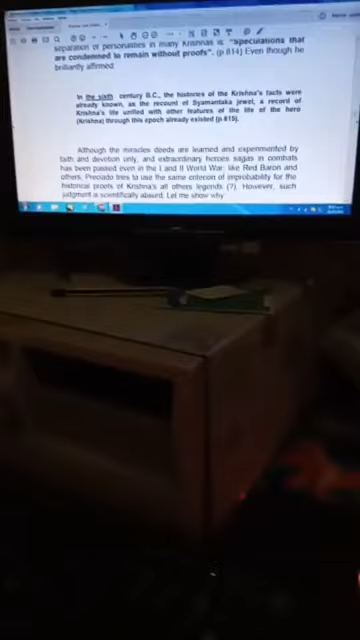 separation of personalities in many Krishnas is "Speculations that
are condemned to remain without proofs". (p 814) Even though he
brilliantly affirmed
In the sixth century B.C., the histories of the Krishna's facts were
already known, as the recount of Syamantaka jewel, a record of
Krishna's life unified with other features of the life of the hero
(Krishna) through this epoch already existed (p.815).
Although the miracles deeds are learned and experimented by
faith and devotion only, and extraordinary heroes sagas in combats
has been passed even in the I and II World War: like Red Baron and
others. Preciado tries to use the same criterion of improbability for the
historical proofs of Krishna's all others legends (?). However, such
judgment is scientifically absurd. Let me show why